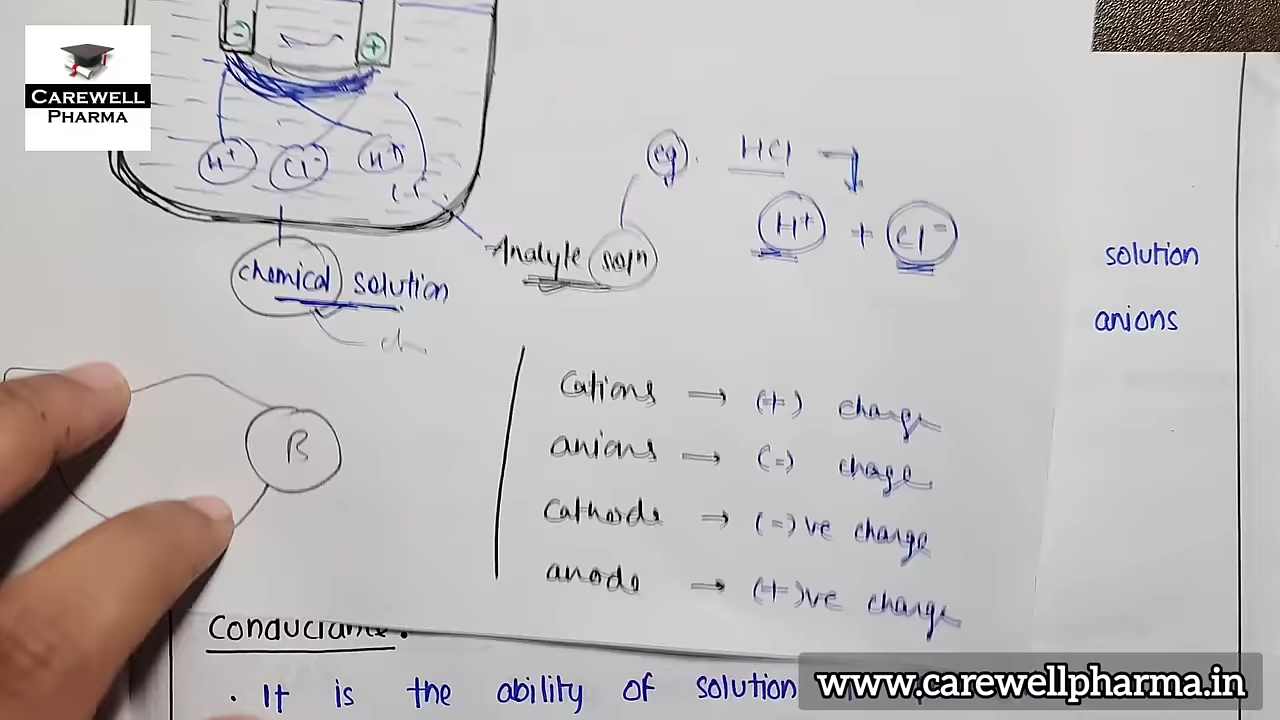 CAREWELL
PHARMA
-
+
H+ Cl- H+
eg. HCl
H+ + Cl-
Analyte soln
chemical solution
solution
anions
Cations → (+) charge
anions → (-) chage
B
Cathode → (-)ve charge
anode → (+)ve charge
Conductance.
. It is the ability of solution
www.carewellpharma.in